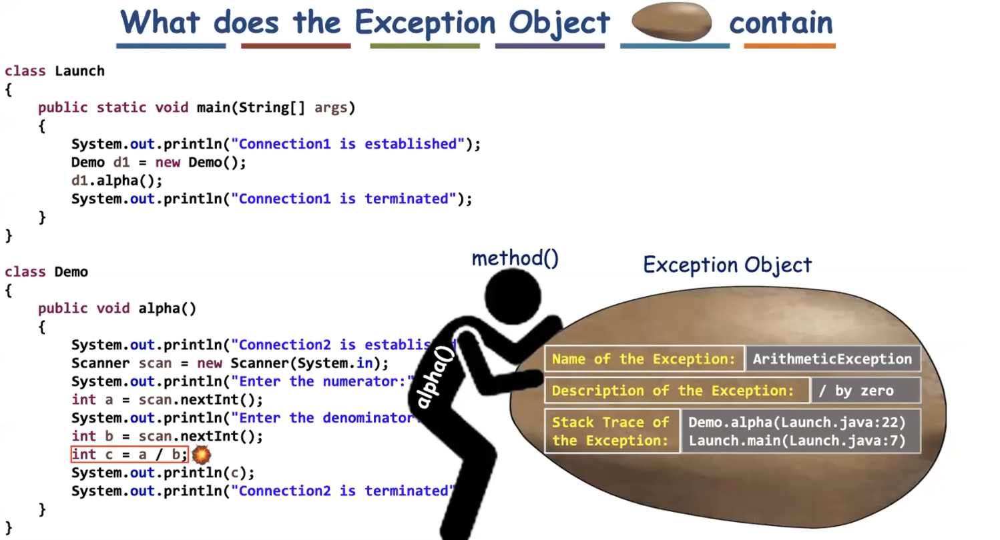 What does the Exception Object contain
class Launch
{
public static void main(String[] args)
{
System.out.println("Connection1 is established");
Demo d1 = new Demo();
d1.alpha();
System.out.println("Connection1 is terminated");
}
}
class Demo
{
public void alpha()
{
System.out.println("Connection2 is establis
Scanner scan = new Scanner(System.in);
System.out.println("Enter the numerator:"
int a = scan.nextInt();
System.out.println("Enter the denominator
int b = scan.nextInt();
int c = a / b;
System.out.println(c);
System.out.println("Connection2 is terminated"
}
}
method()
alpha()
Exception Object
Name of the Exception: ArithmeticException
Description of the Exception: / by zero
Stack Trace of
the Exception:
Demo.alpha(Launch.java:22)
Launch.main(Launch.java:7)